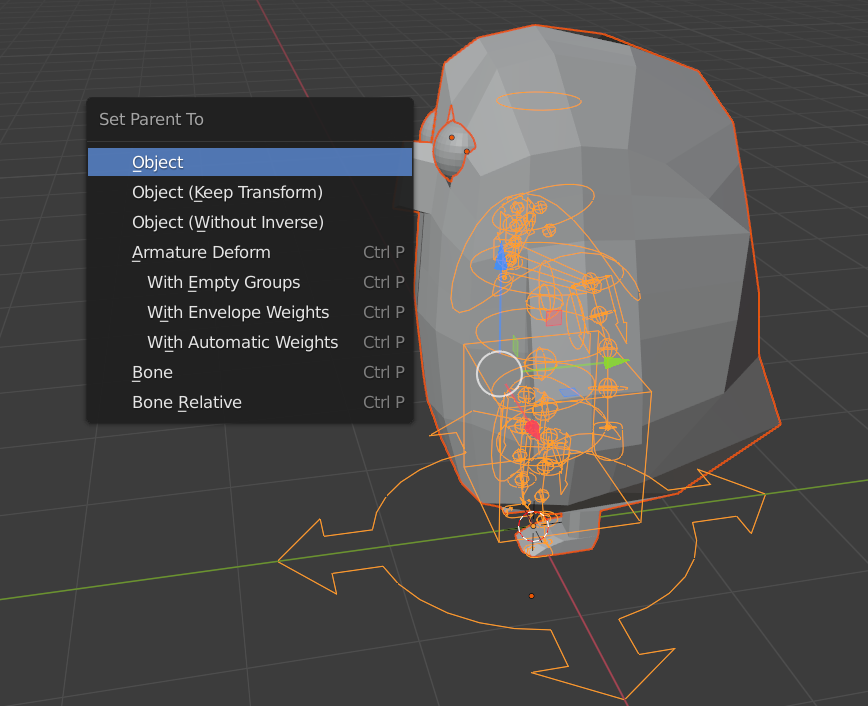 Set Parent To
Object
Object (Keep Transform)
Object (Without Inverse)
Armature Deform Ctrl P
With Empty Groups Ctrl P
With Envelope Weights Ctrl P
With Automatic Weights Ctrl P
Bone Ctrl P
Bone Relative Ctrl P